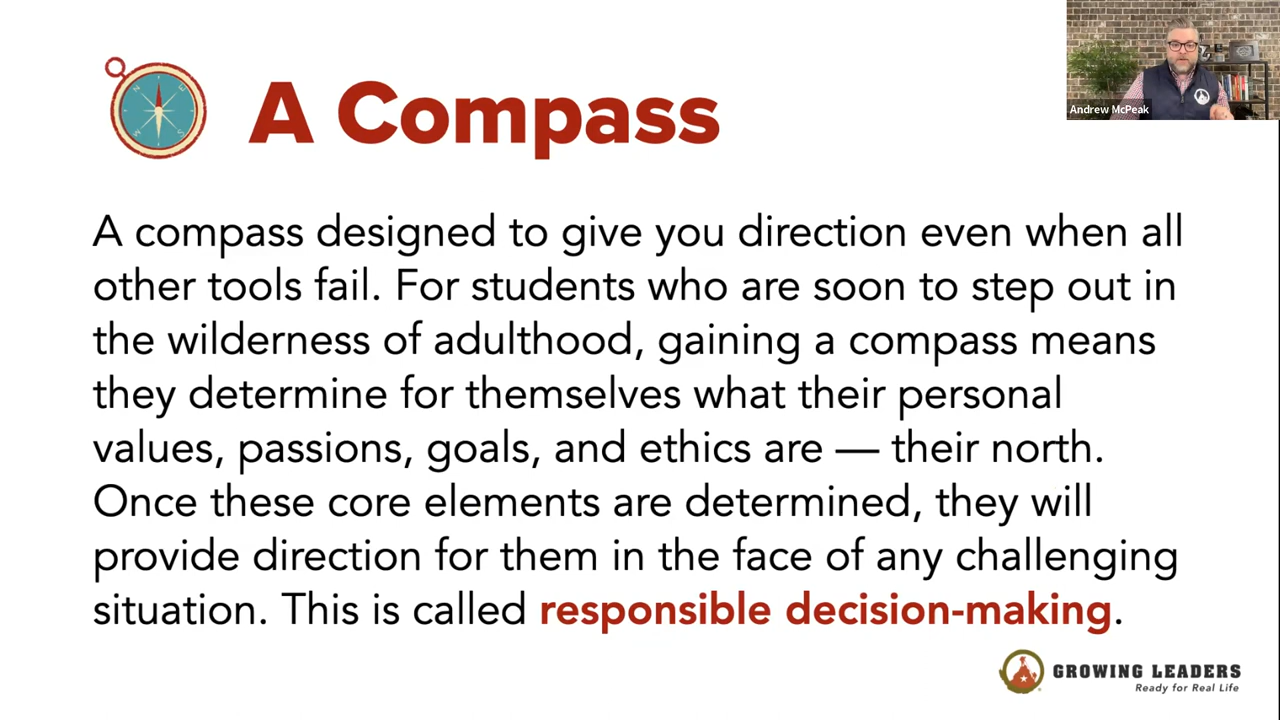 A Compass
Andrew McPeak
A compass designed to give you direction even when all
other tools fail. For students who are soon to step out in
the wilderness of adulthood, gaining a compass means
they determine for themselves what their personal
values, passions, goals, and ethics are — their north.
Once these core elements are determined, they will
provide direction for them in the face of any challenging
situation. This is called responsible decision-making.
GROWING LEADERS
Ready for Real Life